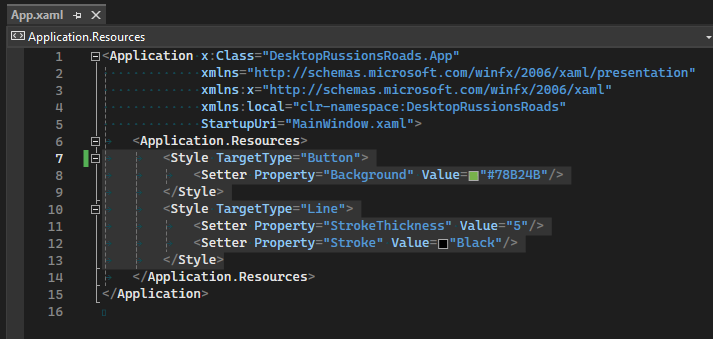 App.xaml
Application.Resources
1 <Application x:Class="DesktopRussionsRoads.App"
2 xmlns="http://schemas.microsoft.com/winfx/2006/xaml/presentation"
3 xmlns:x="http://schemas.microsoft.com/winfx/2006/xaml"
4 xmlns:local="clr-namespace:DesktopRussionsRoads"
5 StartupUri="MainWindow.xaml">
6 <Application.Resources>
7 <Style TargetType="Button">
8 <Setter Property="Background" Value="#78B24B"/>
9 </Style>
10 <Style TargetType="Line">
11 <Setter Property="StrokeThickness" Value="5"/>
12 <Setter Property="Stroke" Value="Black"/>
13 </Style>
14 </Application.Resources>
15 </Application>
16